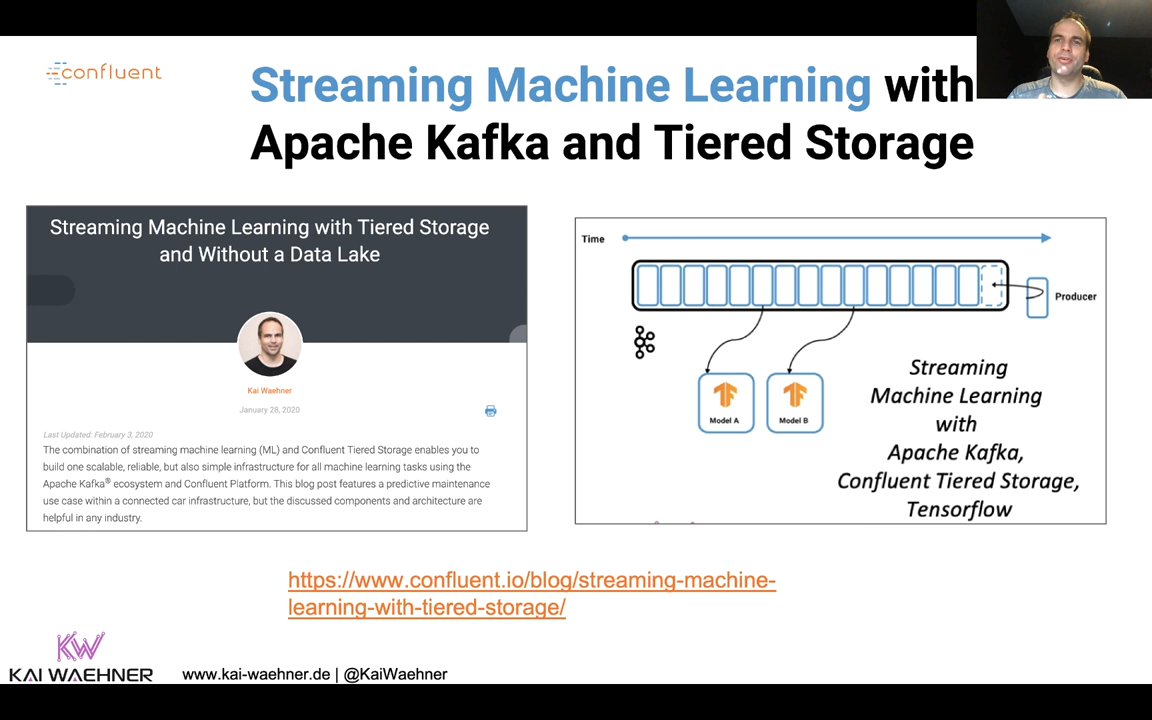 confluent
Streaming Machine Learning with
Apache Kafka and Tiered Storage
Streaming Machine Learning with Tiered Storage
and Without a Data Lake
Kai Waehner
January 28, 2020
Last Updated: February 3, 2020
The combination of streaming machine learning (ML) and Confluent Tiered Storage enables you to
build one scalable, reliable, but also simple infrastructure for all machine learning tasks using the
Apache Kafka® ecosystem and Confluent Platform. This blog post features a predictive maintenance
use case within a connected car infrastructure, but the discussed components and architecture are
helpful in any industry.
Time
Producer
Model A
Model B
Streaming
Machine Learning
with
Apache Kafka,
Confluent Tiered Storage,
Tensorflow
https://www.confluent.io/blog/streaming-machine-
learning-with-tiered-storage/
KW
KAI WAEHNER
www.kai-waehner.de | @KaiWaehner